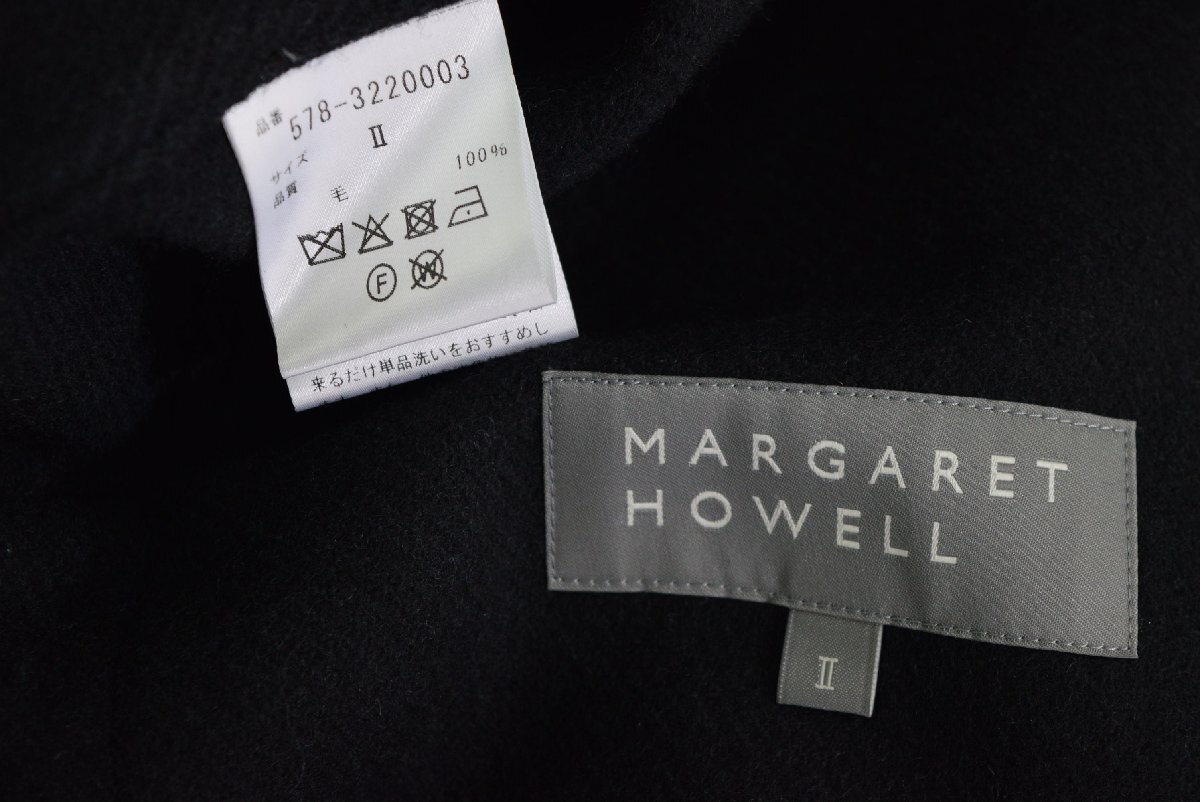 品番 578-3220003
サイズ II
品質 毛 100%
F W
来るだけ単品洗いをおすすめし
MARGARET
HOWELL
II